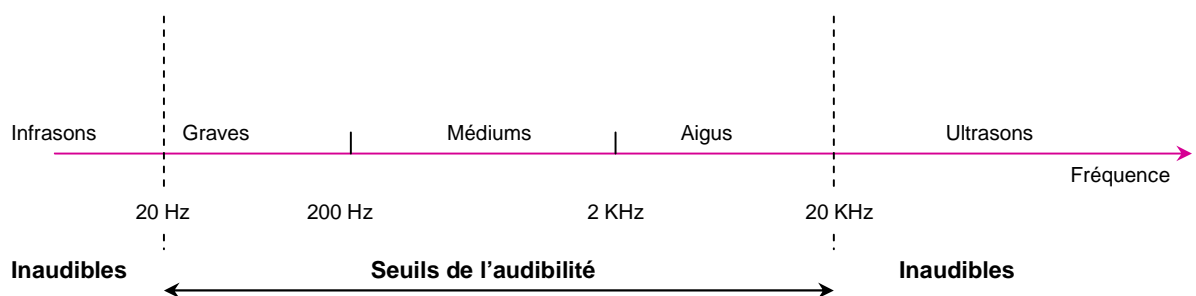 Infrasons Graves Médiums Aigus Ultrasons
Fréquence
20 Hz 200 Hz 2 KHz 20 KHz
Inaudibles Seuils de l’audibilité Inaudibles